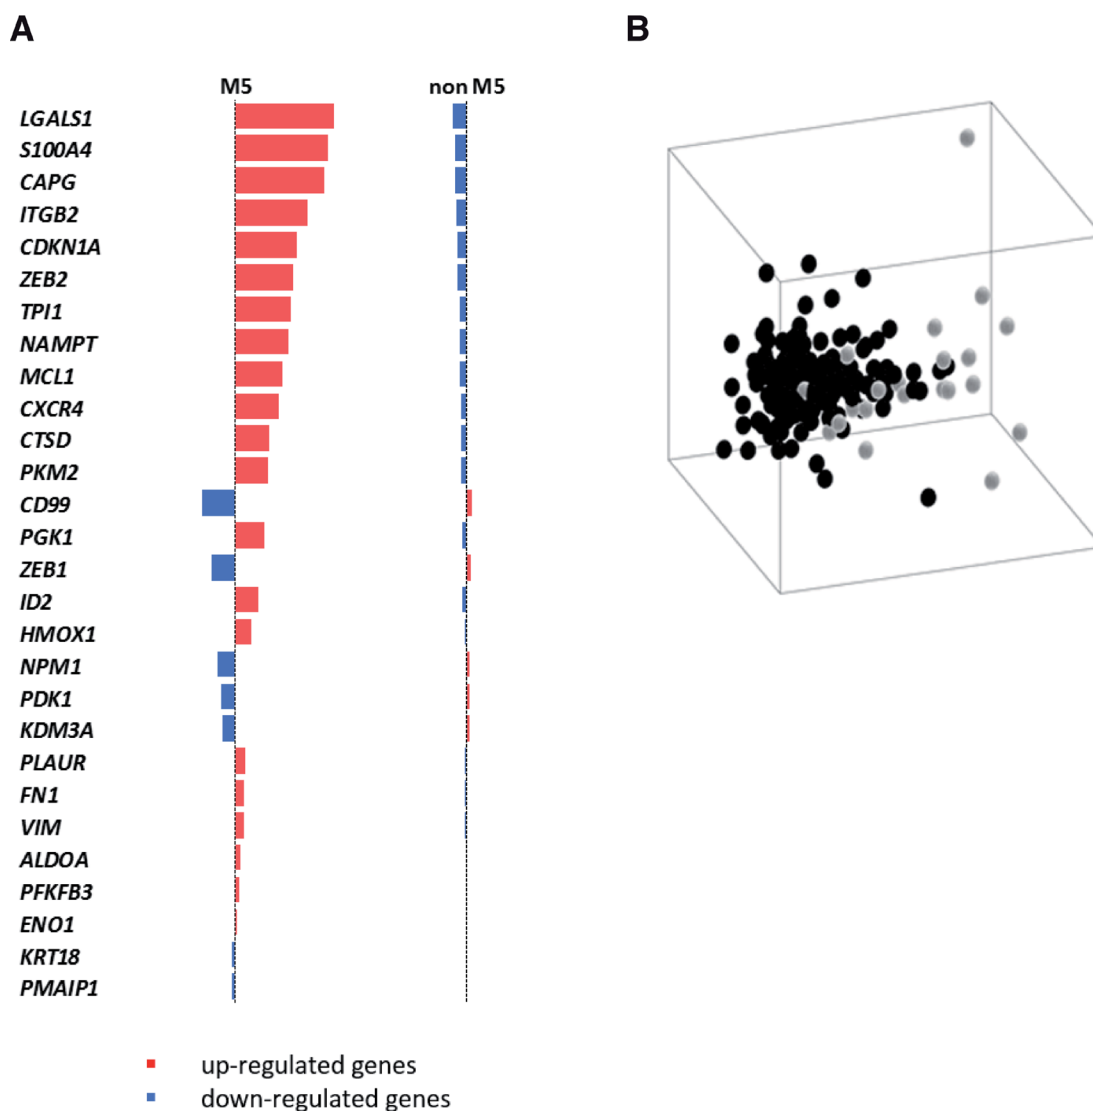 A
B
M5 non M5
LGALS1
S100A4
CAPG
ITGB2
CDKN1A
ZEB2
TPI1
NAMPT
MCL1
CXCR4
CTSD
PKM2
CD99
PGK1
ZEB1
ID2
HMOX1
NPM1
PDK1
KDM3A
PLAUR
FN1
VIM
ALDOA
PFKFB3
ENO1
KRT18
PMAIP1
up-regulated genes
down-regulated genes